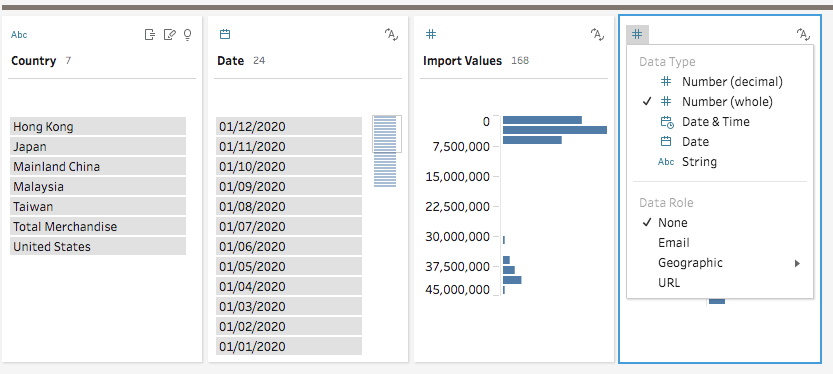 Abc
Country 7
Hong Kong
Japan
Mainland China
Malaysia
Taiwan
Total Merchandise
United States
Date 24
01/12/2020
01/11/2020
01/10/2020
01/09/2020
01/08/2020
01/07/2020
01/06/2020
01/05/2020
01/04/2020
01/03/2020
01/02/2020
01/01/2020
#
Import Values 168
0
7,500,000
15,000,000
22,500,000
30,000,000
37,500,000
45,000,000
#
Data Type
# Number (decimal)
✓ # Number (whole)
Date & Time
Date
Abc String
Data Role
✓ None
Email
Geographic
URL